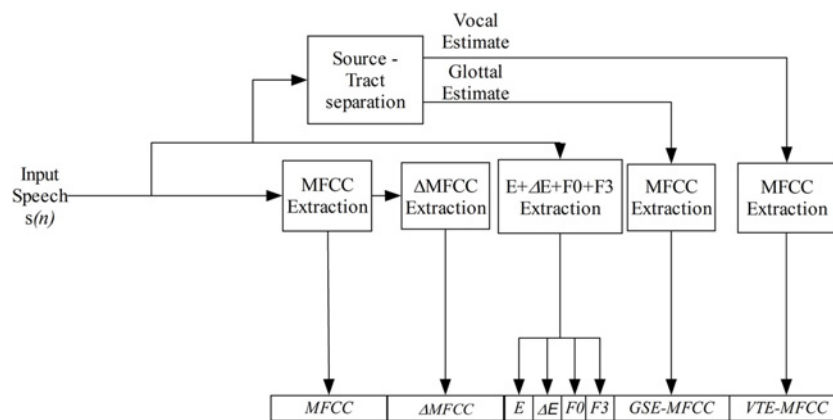 Vocal
Estimate
Source -
Tract
separation
Glottal
Estimate
Input
Speech
s(n)
MFCC
Extraction
ΔMFCC
Extraction
E+ΔE+F0+F3
Extraction
MFCC
Extraction
MFCC
Extraction
MFCC
ΔMFCC
E
ΔE
F0
F3
GSE-MFCC
VTE-MFCC